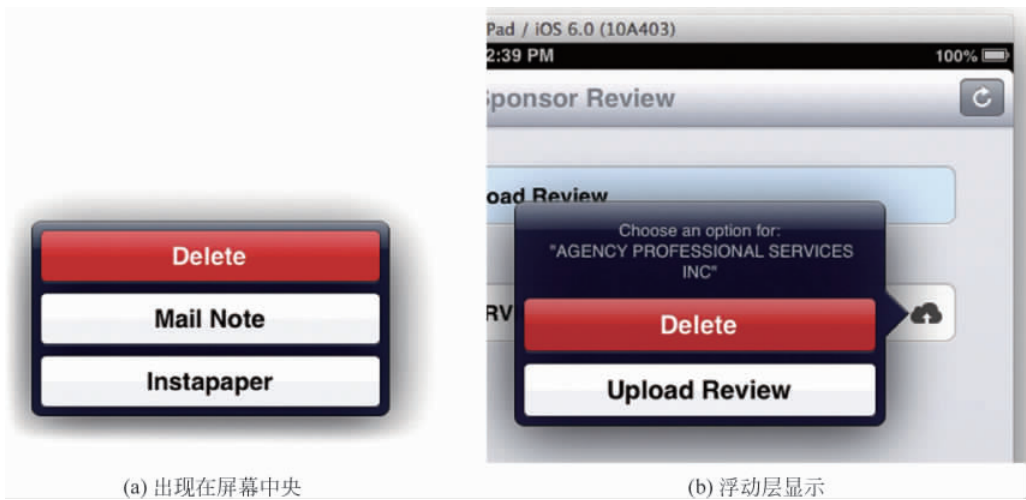 Delete
Mail Note
Instapaper
(a) 出现在屏幕中央
Pad / iOS 6.0 (10A403)
2:39 PM
100%
ponsor Review
oad Review
Choose an option for:
"AGENCY PROFESSIONAL SERVICES
INC"
RV
Delete
Upload Review
(b) 浮动层显示